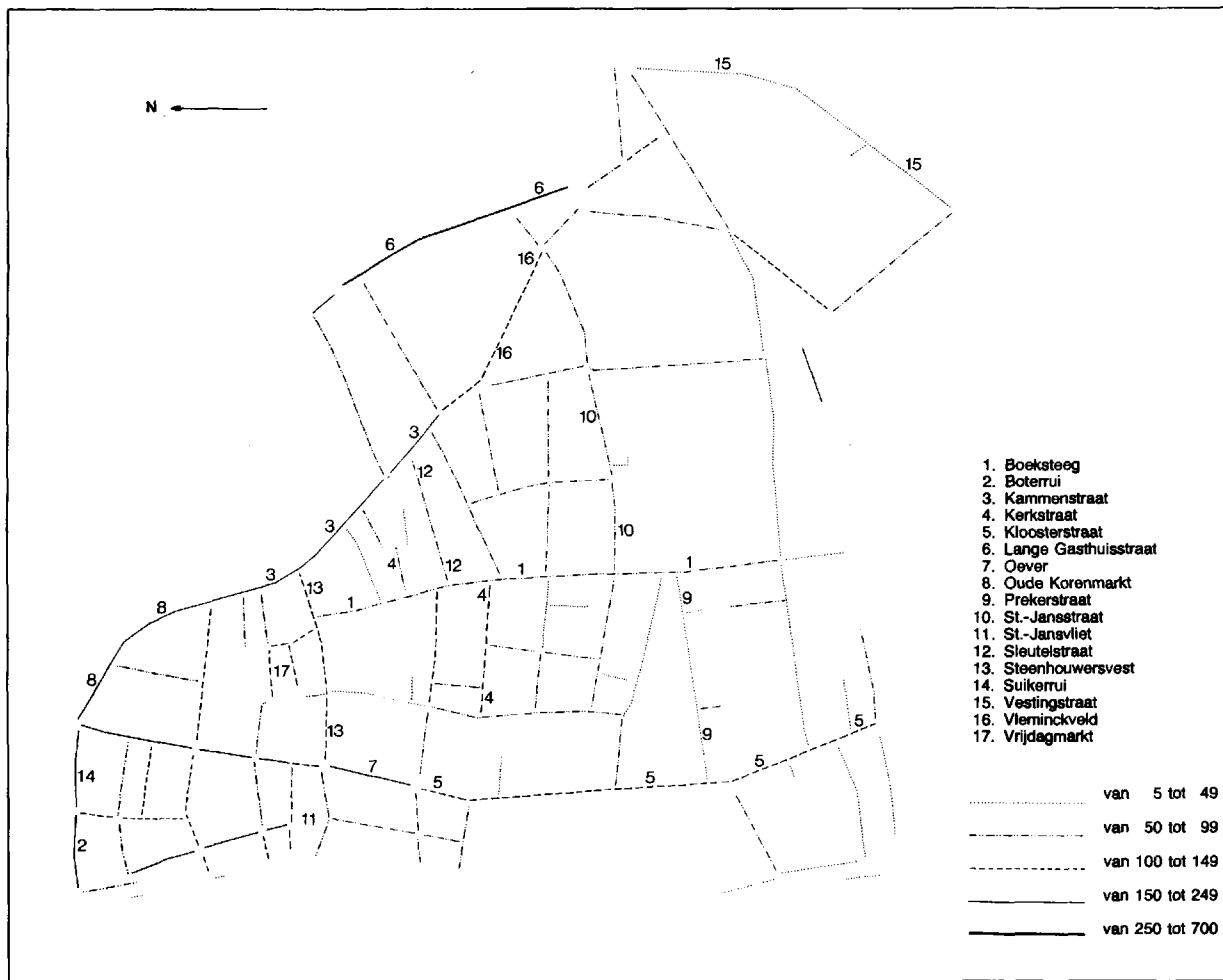 15
N
15
6
6
16
16
3
10
12
3
10
4
12
1
1
3
13
8
4
1
9
17
8
4
13
9
5
14
7
5
5
5
11
2
1. Boeksteeg
2. Boterrui
3. Kammenstraat
4. Kerkstraat
5. Kloosterstraat
6. Lange Gasthuisstraat
7. Oever
8. Oude Korenmarkt
9. Prekerstraat
10. St.-Jansstraat
11. St.-Jansvliet
12. Sleutelstraat
13. Steenhouwersvest
14. Suikerrui
15. Vestingstraat
16. Vleminckveld
17. Vrijdagmarkt
van 5 tot 49
van 50 tot 99
van 100 tot 149
van 150 tot 249
van 250 tot 700